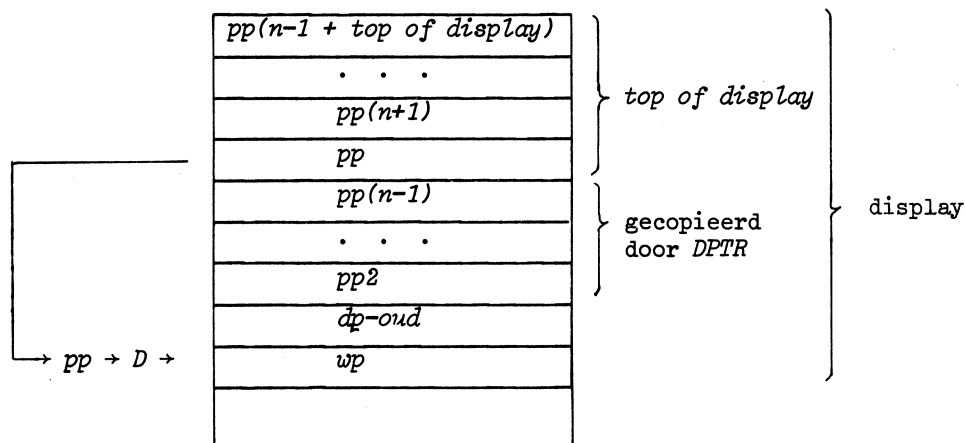 pp(n-1 + top of display)
. . .
pp(n+1)
top of display
pp
pp(n-1)
display
. . .
gecopieerd
door DPTR
pp2
dp-oud
pp → D → wp